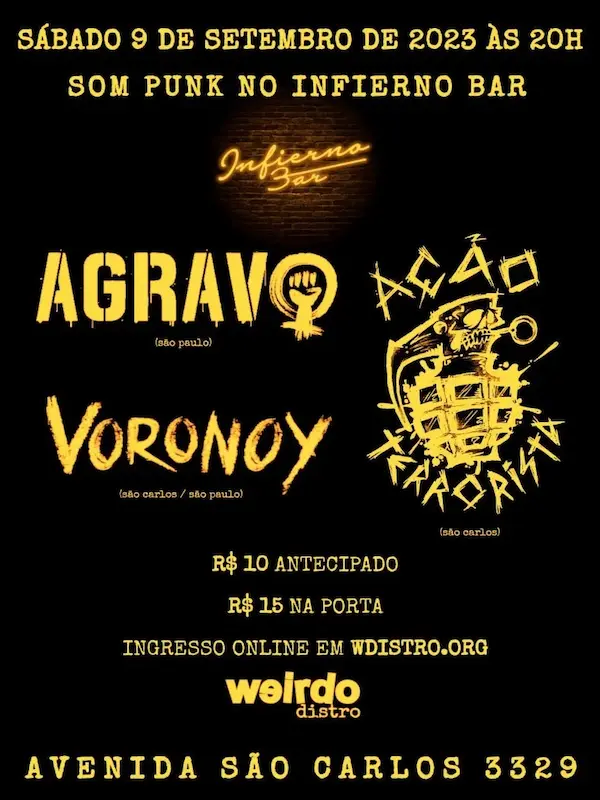 SÁBADO 9 DE SETEMBRO DE 2023 ÀS 20H
SOM PUNK NO INFIERNO BAR
Infierno
Bar
AGRAVO
(são paulo)
AÇÃO
TERRORISTA
(são carlos)
VORONOY
(são carlos / são paulo)
R$ 10 ANTECIPADO
R$ 15 NA PORTA
INGRESSO ONLINE EM WDISTRO.ORG
weirdo
distro
AVENIDA SÃO CARLOS 3329